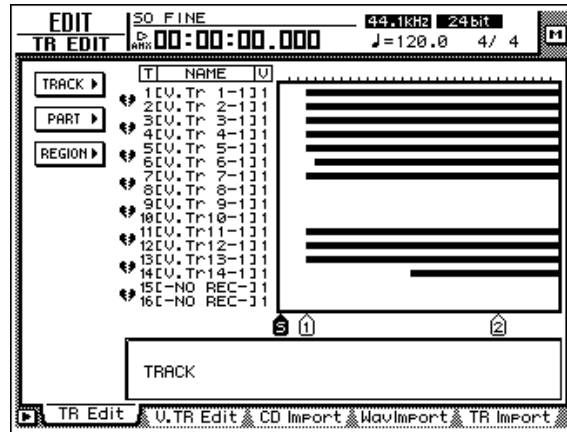 EDIT
SO FINE
44.1kHz 24bit
TR EDIT
00:00:00.000
♩=120.0 4/ 4
M
T NAME V
TRACK
PART
REGION
1[V.Tr 1-1]1
2[V.Tr 2-1]1
3[V.Tr 3-1]1
4[V.Tr 4-1]1
5[V.Tr 5-1]1
6[V.Tr 6-1]1
7[V.Tr 7-1]1
8[V.Tr 8-1]1
9[V.Tr 9-1]1
10[V.Tr10-1]1
11[V.Tr11-1]1
12[V.Tr12-1]1
13[V.Tr13-1]1
14[V.Tr14-1]1
15[-NO REC-]1
16[-NO REC-]1
S 1 2
TRACK
TR Edit V.TR Edit CD Import WavImport TR Import